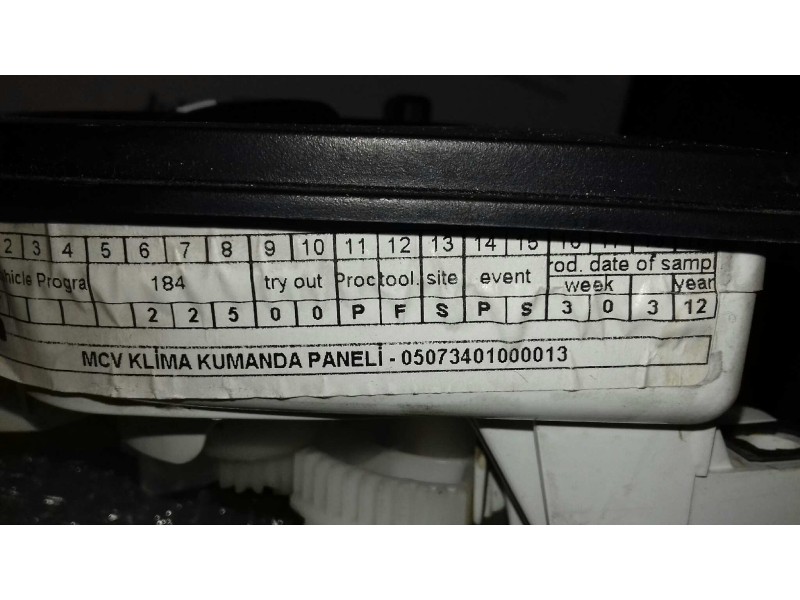 2 3 4 5 6 7 8 9 10 11 12 13 14 15
hicle Progra 184 try out Proc tool. site event rod. date of samp
week year
2 2 5 0 0 P F S P S 3 0 3 12
MCV KLİMA KUMANDA PANELİ - 05073401000013